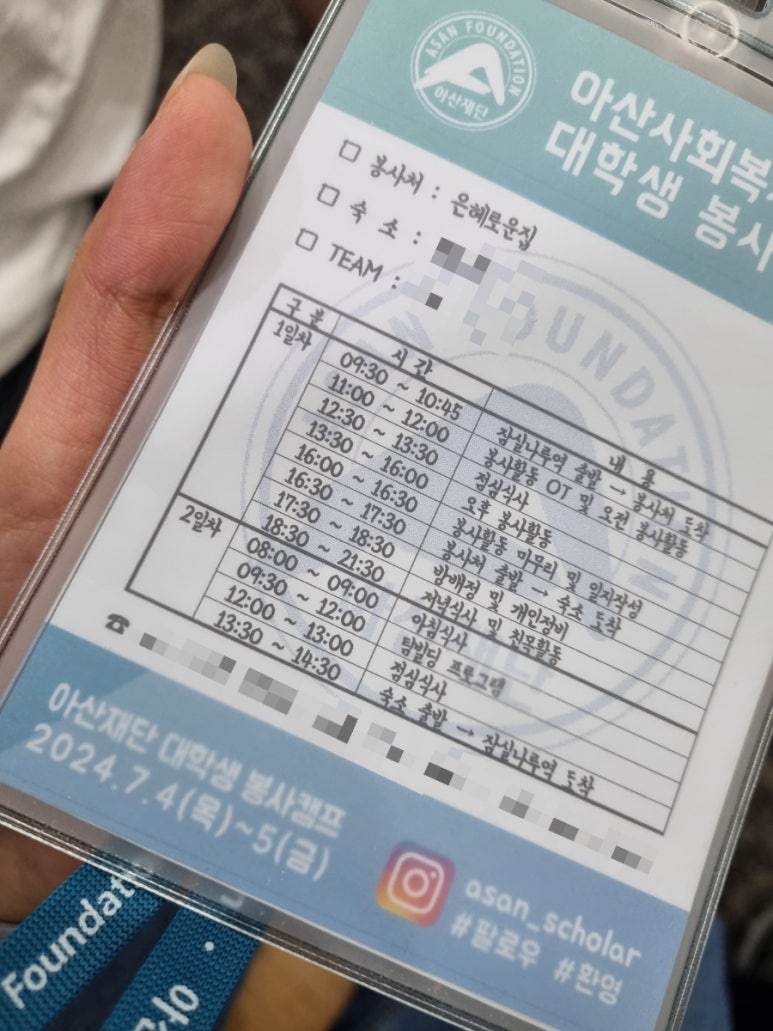 ASAN FOUNDATION
아산재단
아산사회복
대학생 봉사
□ 봉사처 : 은혜로운집
□ 숙 소 :
□ TEAM :
구 분 시 간 내 용
1일차 09:30 ~ 10:45 잠실나루역 출발 → 봉사처 도착
11:00 ~ 12:00 봉사활동 OT 및 오전 봉사활동
12:30 ~ 13:30 점심식사
13:30 ~ 16:00 오후 봉사활동
16:00 ~ 16:30 봉사활동 마무리 및 일지작성
16:30 ~ 17:30 봉사처 출발 → 숙소 도착
17:30 ~ 18:30 방배정 및 개인정비
18:30 ~ 21:30 저녁식사 및 친목활동
2일차 08:00 ~ 09:00 아침식사
09:30 ~ 12:00 팀빌딩 프로그램
12:00 ~ 13:00 점심식사
13:30 ~ 14:30 숙소 출발 → 잠실나루역 도착
☎
아산재단 대학생 봉사캠프
2024.7.4(목)~5(금)
asan_scholar
#팔로우 #환영
Foundat